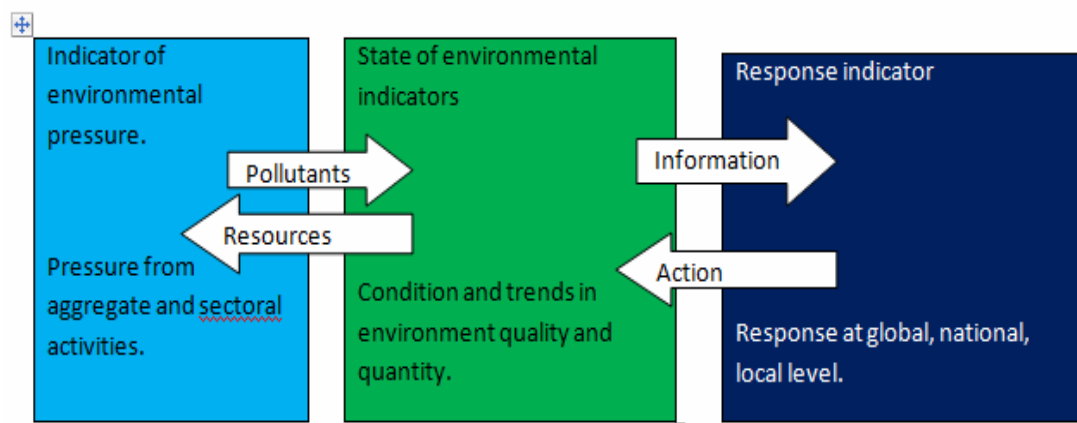 Indicator of
environmental
pressure.
Pollutants
Resources
Pressure from
aggregate and sectoral
activities.
State of environmental
indicators
Condition and trends in
environment quality and
quantity.
Information
Action
Response indicator
Response at global, national,
local level.